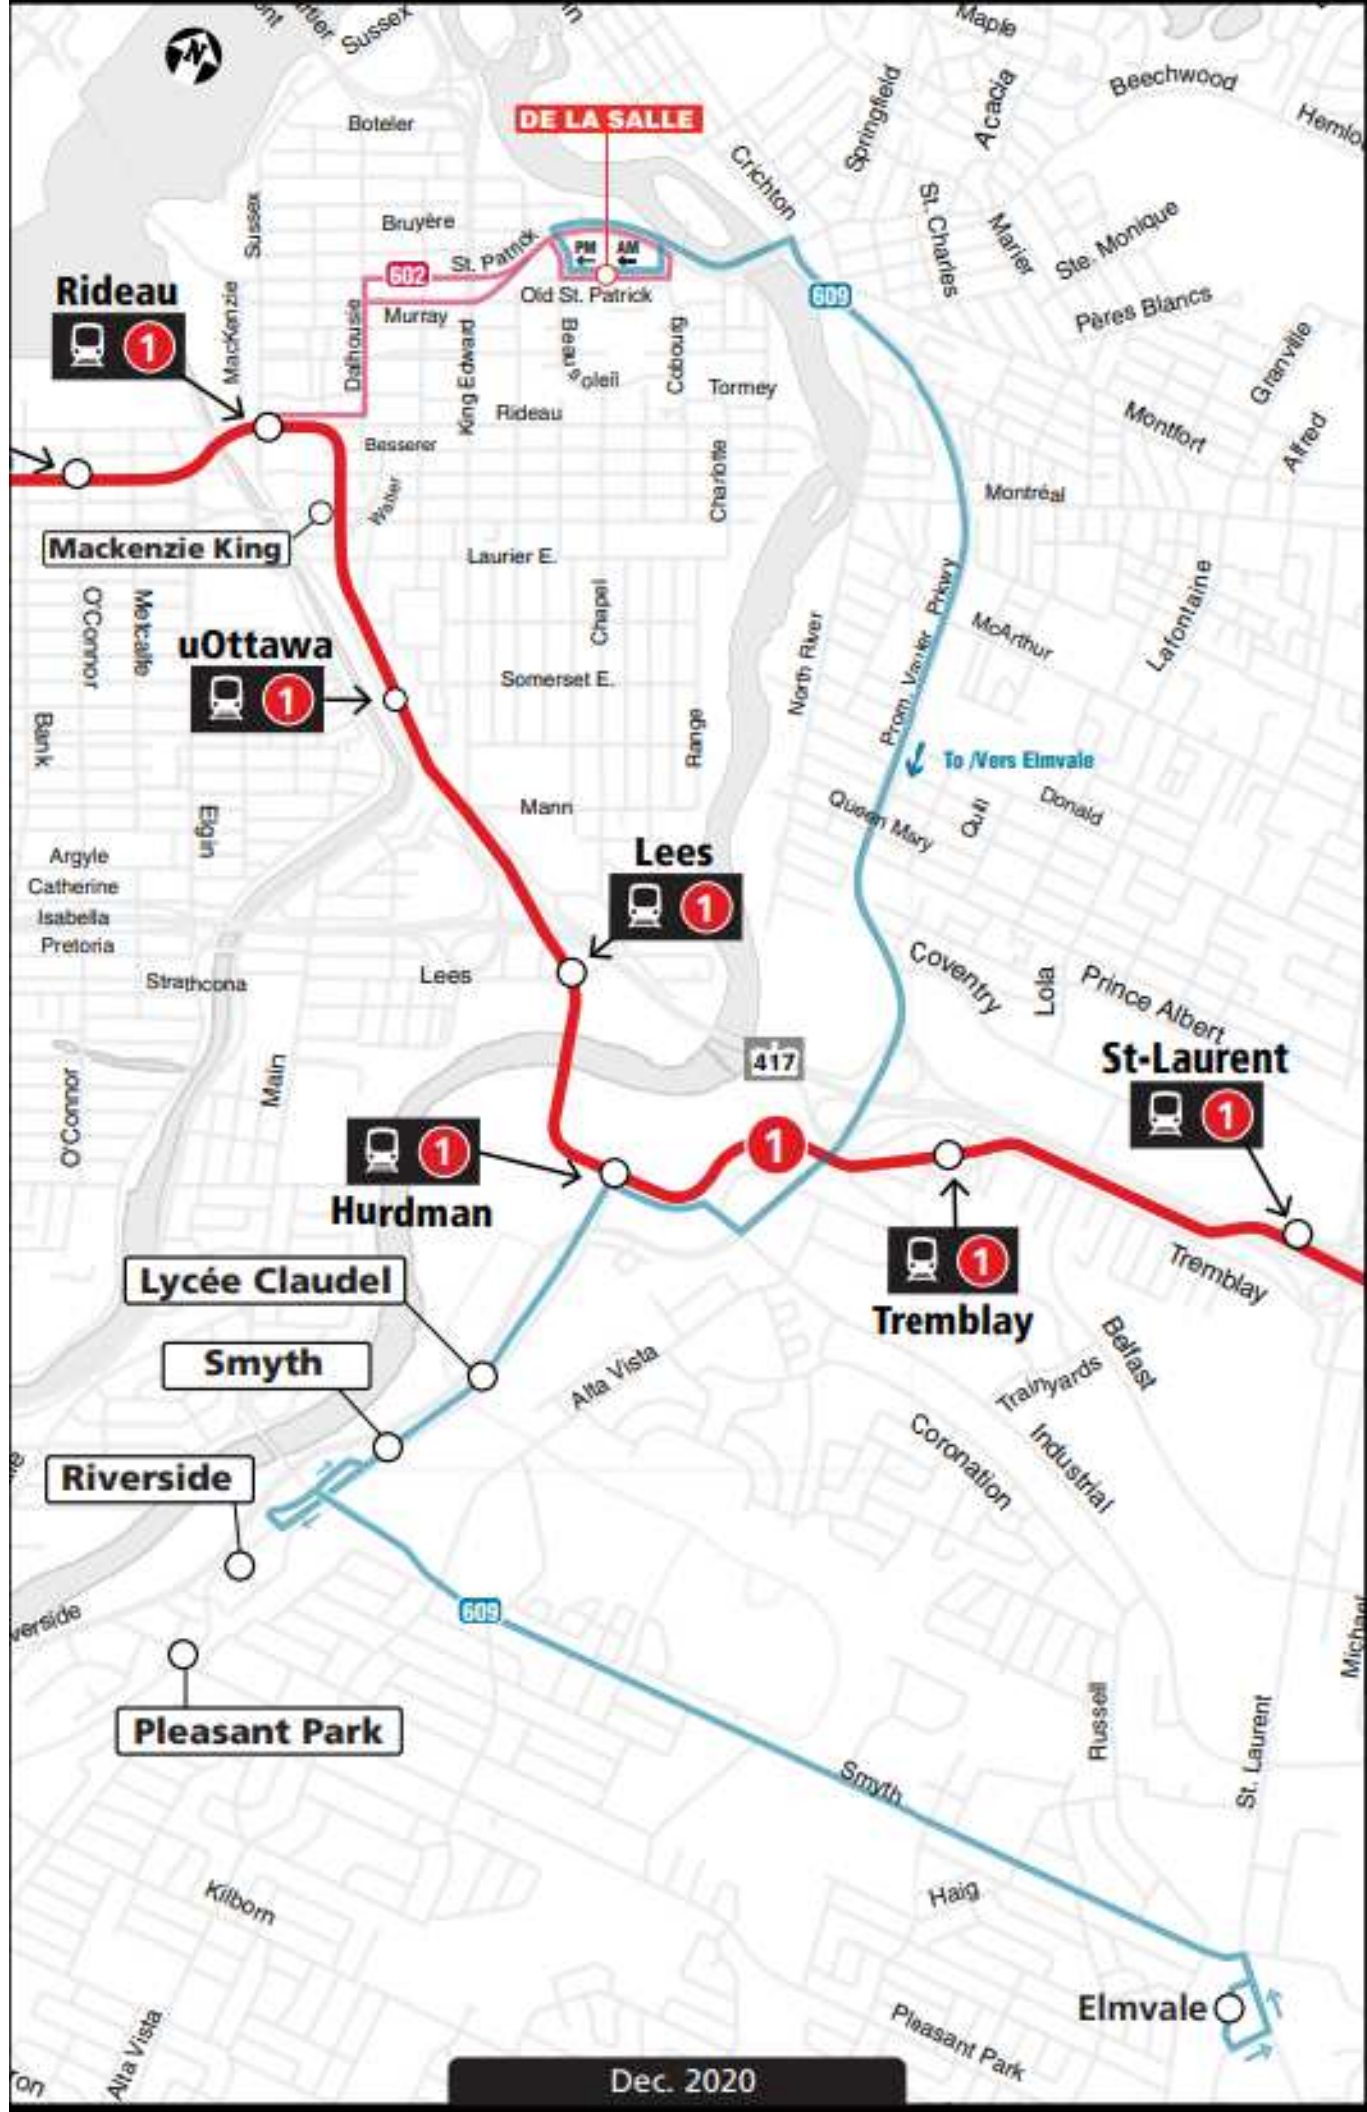 Sussex
Maple
Beechwood
Springfield
Acacia
N
Boteler
DE LA SALLE
Crichton
St. Charles
Marier
Ste. Monique
Sussex
Bruyère
St. Patrick
PM
AM
602
Old St. Patrick
609
Pères Blancs
Rideau
1
MacKenzie
Dalhousie
Murray
King Edward
Beausoleil
Cobourg
Tormey
Granville
Rideau
Montfort
Alfred
Besserer
Waller
Charlotte
Montréal
Mackenzie King
Laurier E.
O'Connor
Metcalfe
Chapel
Prom. Vanier Pkwy
McArthur
Lafontaine
uOttawa
1
Somerset E.
North River
Bank
Range
To /Vers Elmvale
Elgin
Mann
Queen Mary
Quill
Donald
Argyle
Catherine
Isabella
Pretoria
Lees
1
Strathcona
Lees
Coventry
Lola
Prince Albert
O'Connor
Main
417
St-Laurent
1
1
1
Hurdman
1
Tremblay
Tremblay
Lycée Claudel
Smyth
Alta Vista
Belfast
Trainyards
Riverside
Coronation
Industrial
609
Pleasant Park
Russell
St. Laurent
Smyth
Kilborn
Haig
Elmvale
Alta Vista
Pleasant Park
Dec. 2020